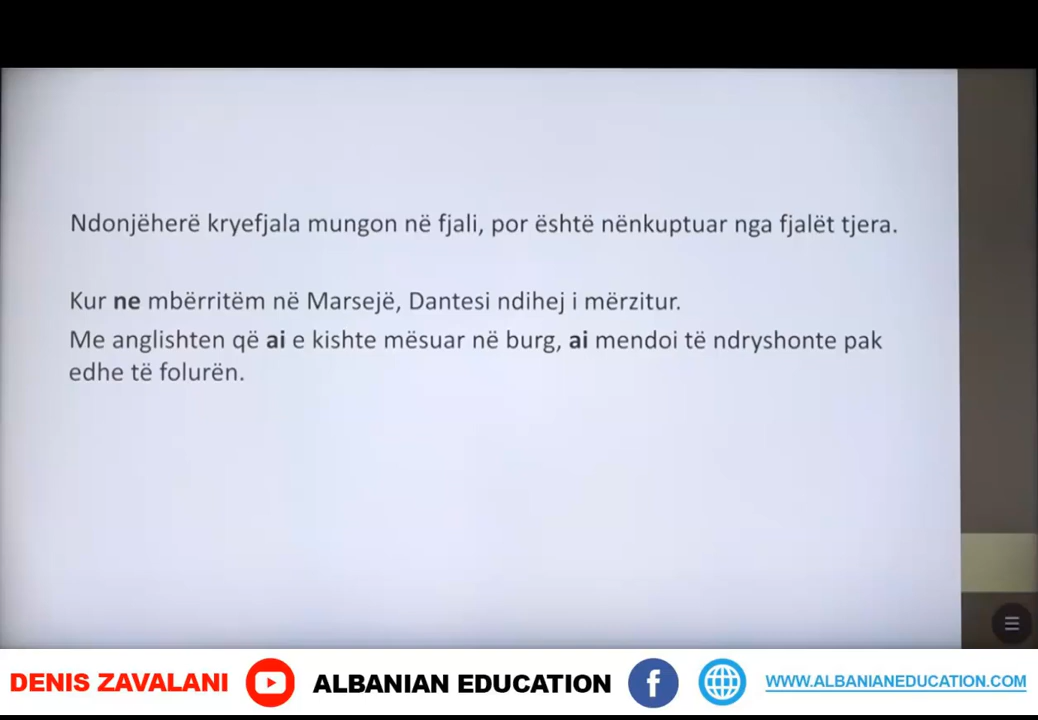 Ndonjëherë kryefjala mungon në fjali, por është nënkuptuar nga fjalët tjera.
Kur ne mbërritëm në Marsejë, Dantesi ndihej i mërzitur.
Me anglishten që ai e kishte mësuar në burg, ai mendoi të ndryshonte pak
edhe të folurën.
DENIS ZAVALANI ALBANIAN EDUCATION WWW.ALBANIANEDUCATION.COM